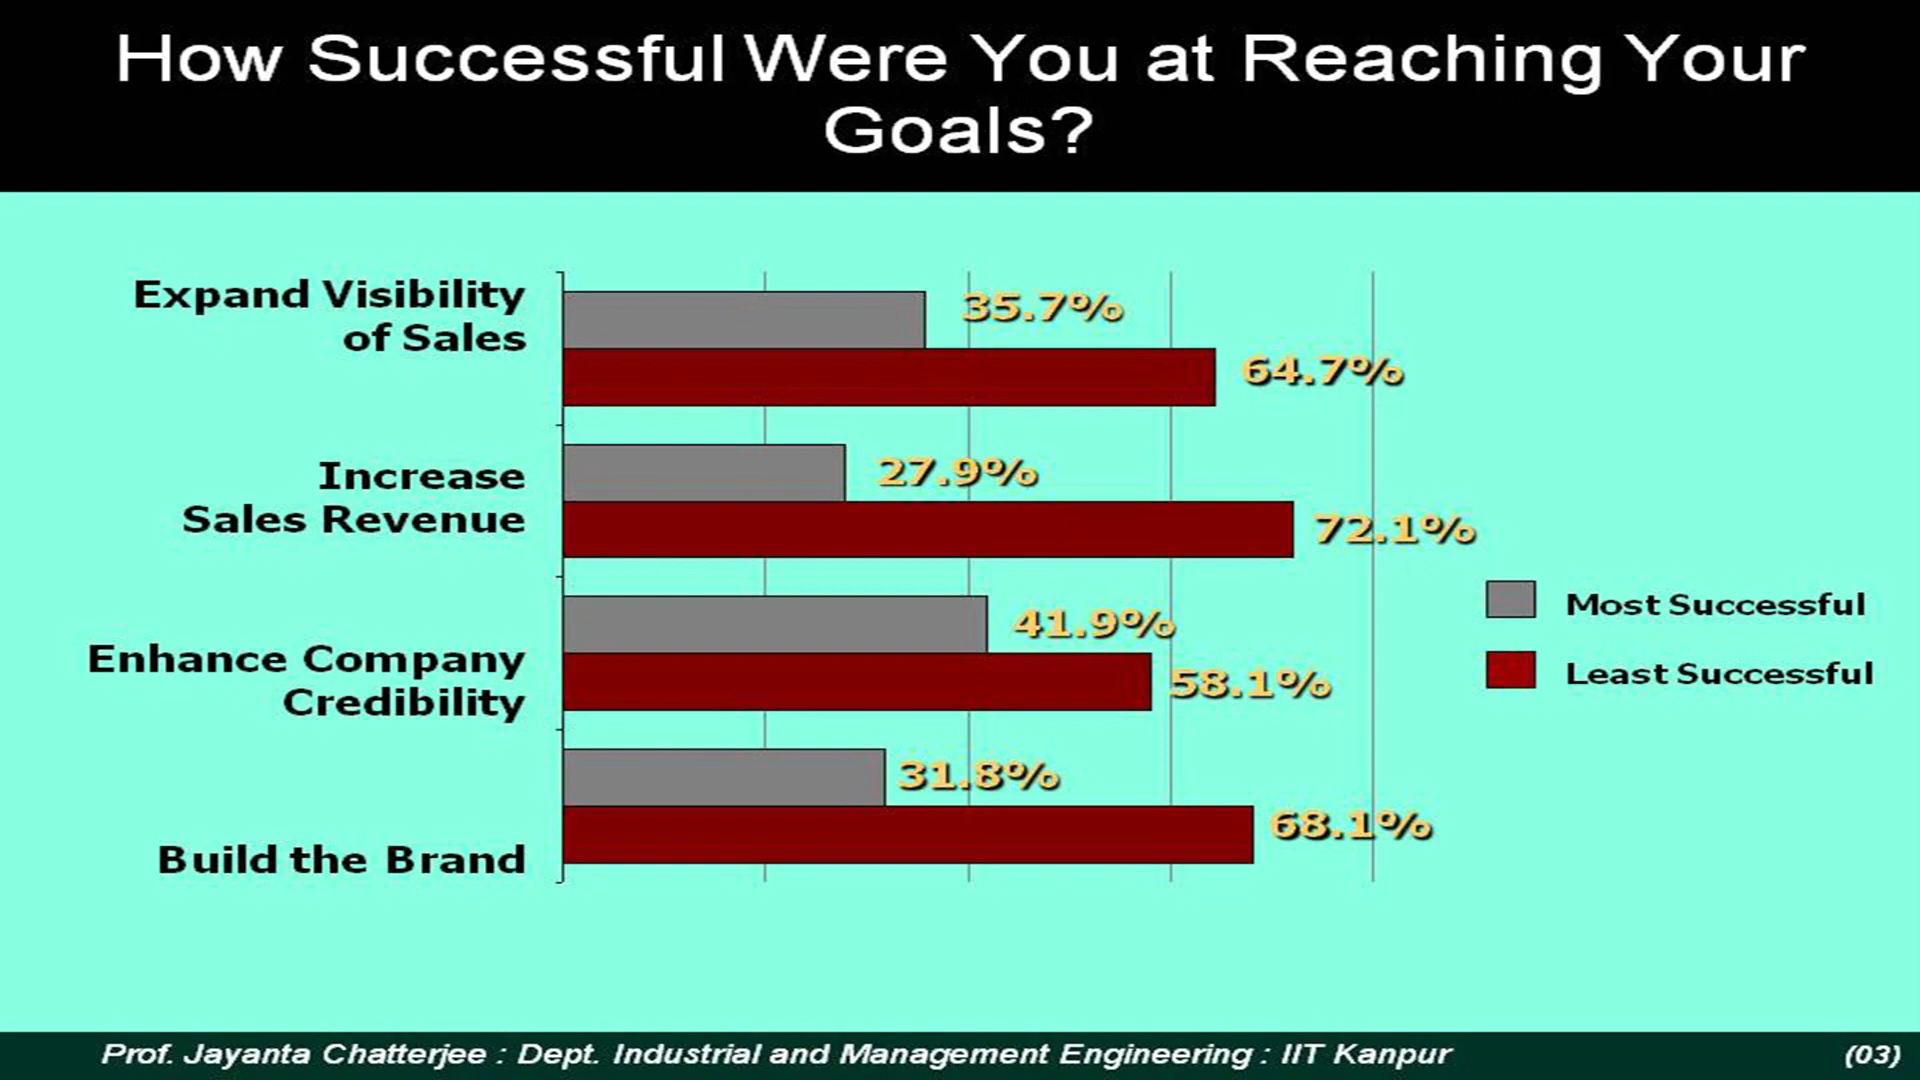 How Successful Were You at Reaching Your
Goals?
Expand Visibility
of Sales
35.7%
64.7%
Increase
Sales Revenue
27.9%
72.1%
Enhance Company
Credibility
41.9%
58.1%
Build the Brand
31.8%
68.1%
Most Successful
Least Successful
Prof. Jayanta Chatterjee : Dept. Industrial and Management Engineering : IIT Kanpur
(03)